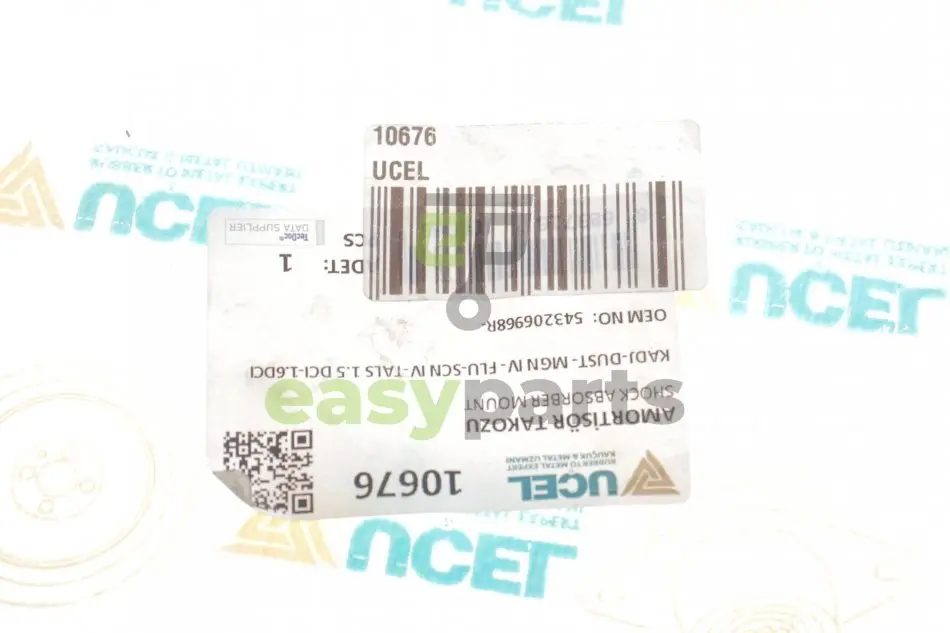 10676
UCEL
UCEL
RUBBER TO METAL EXPERT
KAUÇUK & METAL UZMANI
10676
AMORTİSÖR TAKOZU
SHOCK ABSORBER MOUNT
KADJ-DUST- MGN IV- FLU-SCN IV-TALS 1.5 DCI-1.6DCI
OEM NO: 543206968R-
1
TecDoc®
DATA SUPPLIER
easyparts
UCEL
UCEL
UCEL
UCEL